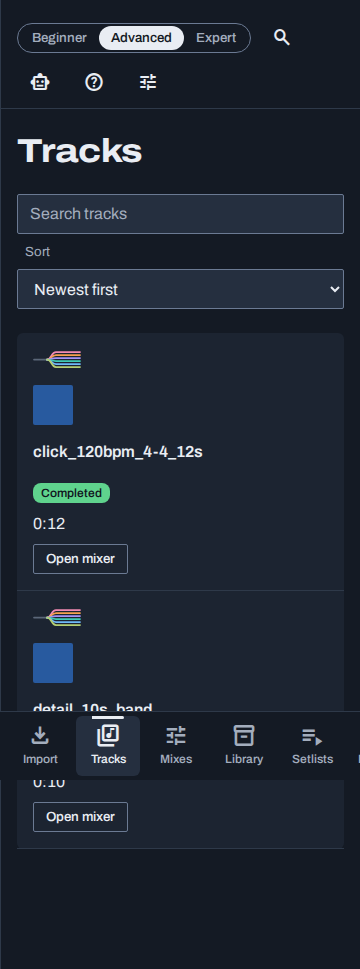 Beginner Advanced Expert
Tracks
Search tracks
Sort
Newest first
click_120bpm_4-4_12s
Completed
0:12
Open mixer
detail_10s_band
Import Tracks Mixes Library Setlists
0:10
Open mixer